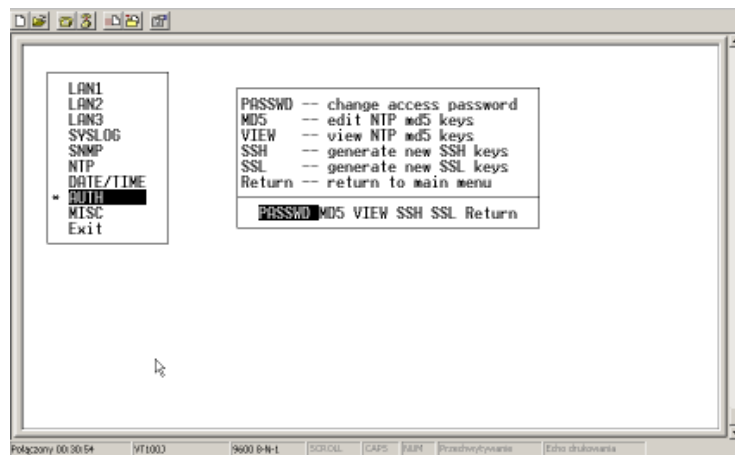 LAN1
LAN2
LAN3
SYSLOG
SNMP
NTP
DATE/TIME
* AUTH
MISC
Exit
PASSWD -- change access password
MD5 -- edit NTP md5 keys
VIEW -- view NTP md5 keys
SSH -- generate new SSH keys
SSL -- generate new SSL keys
Return -- return to main menu
PASSWD MD5 VIEW SSH SSL Return
Połączony 00:30:54 VT100J 9600 8-N-1 SCROLL CAPS NUM Przechwytywanie Echo drukowania